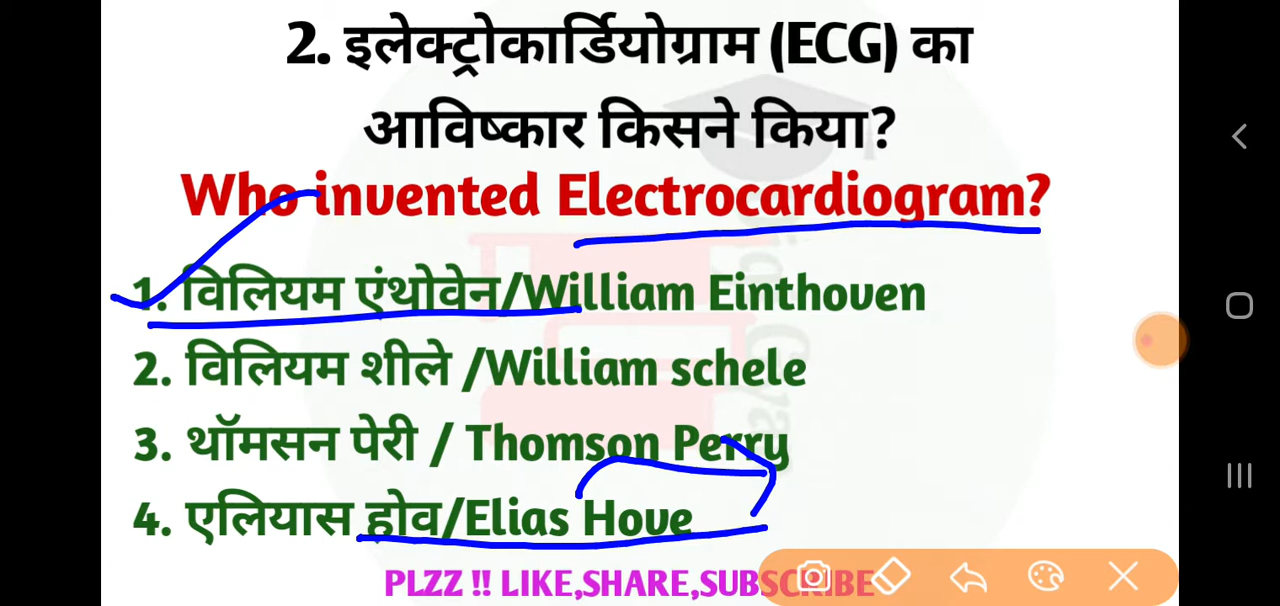 2. इलेक्ट्रोकार्डियोग्राम (ECG) का
आविष्कार किसने किया?
Who invented Electrocardiogram?
1. विलियम एंथोवेन/William Einthoven
2. विलियम शीले /William schele
3. थॉमसन पेरी / Thomson Perry
4. एलियास होव/Elias Hove
PLZZ !! LIKE,SHARE,SUBSCRIBE